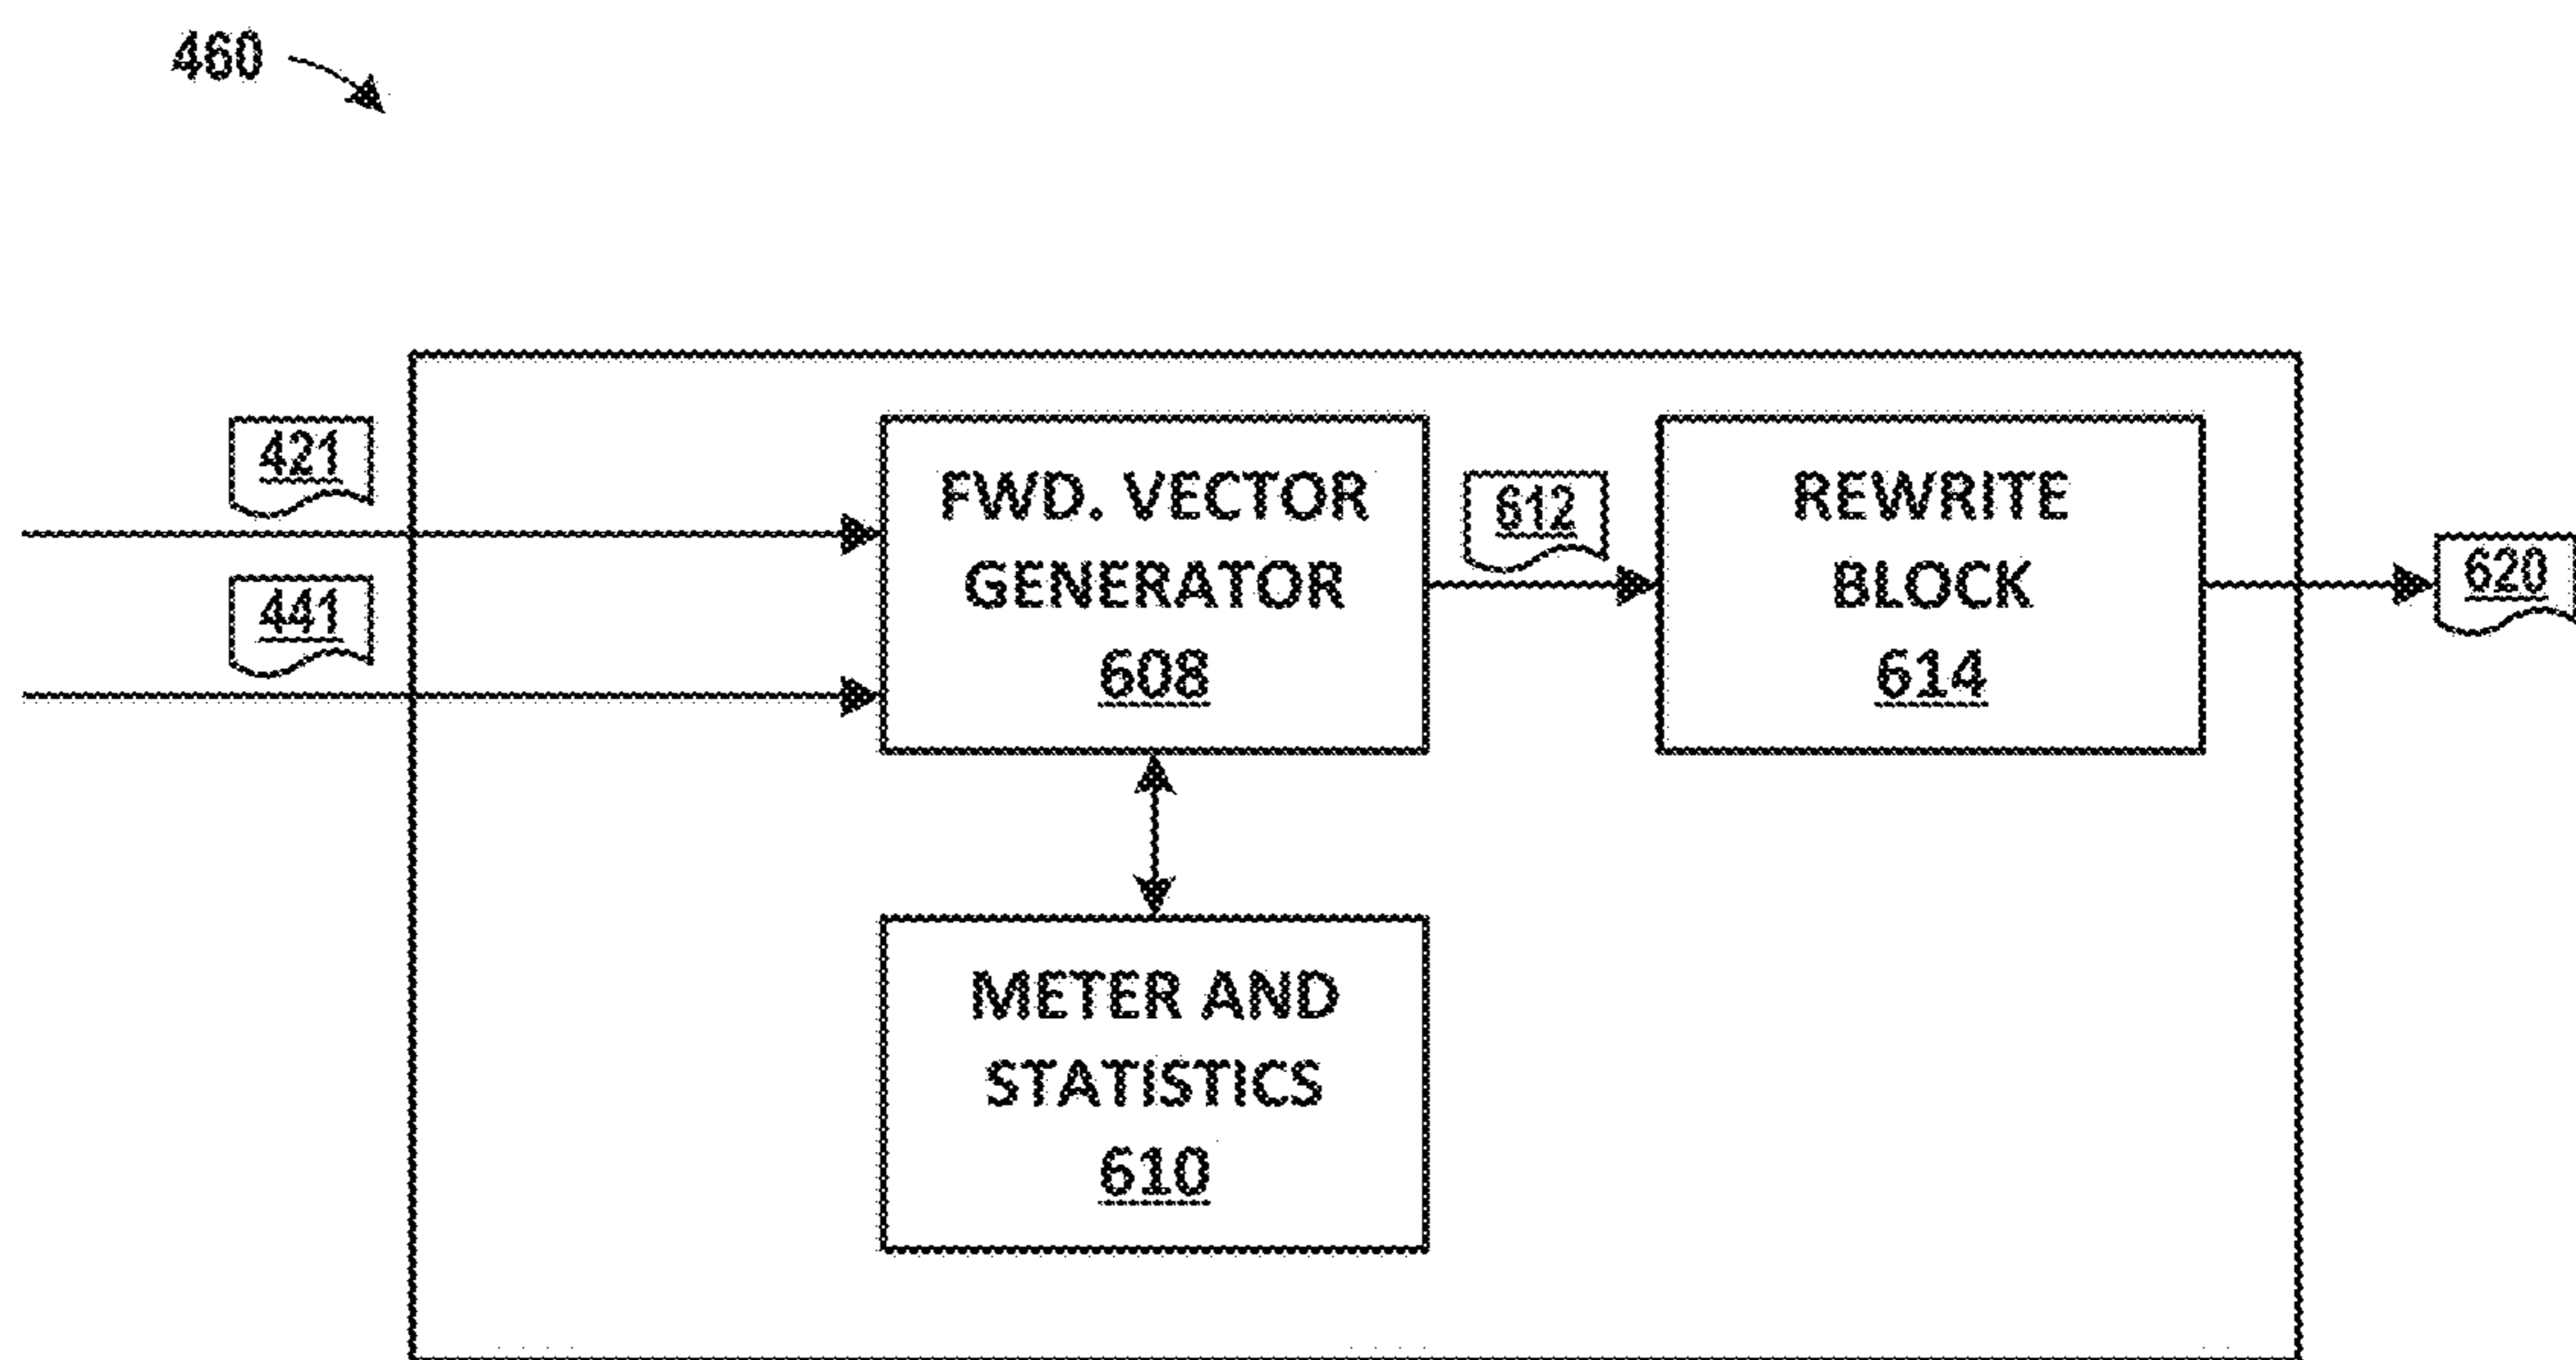 460
421
441
FWD. VECTOR
GENERATOR
608
612
REWRITE
BLOCK
614
620
METER AND
STATISTICS
610